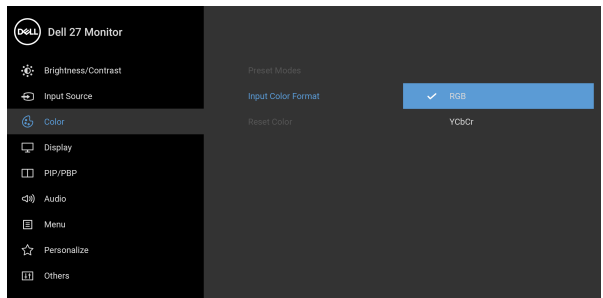 DELL Dell 27 Monitor
Brightness/Contrast
Input Source
Color
Display
PIP/PBP
Audio
Menu
Personalize
Others
Preset Modes
Input Color Format
Reset Color
RGB
YCbCr